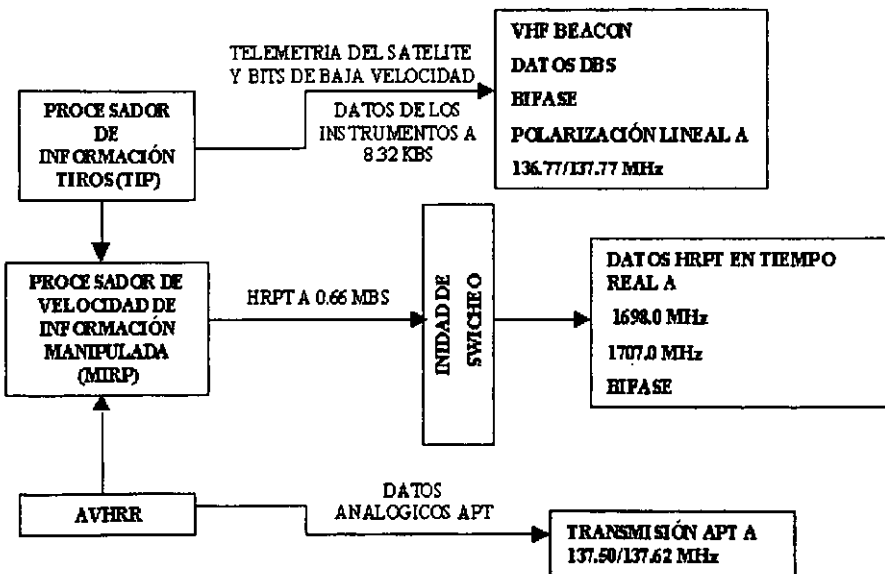 TELEMETRIA DEL SATELITE
Y BITS DE BAJA VELOCIDAD
DATOS DE LOS
INSTRUMENTOS A
8.32 KBS
VHF BEACON
DATOS DBS
BIFASE
POLARIZACIÓN LINEAL A
136.77/137.77 MHz
PROCESADOR
DE
INFORMACIÓN
TIROS(TIP)
PROCESADOR DE
VELOCIDAD DE
INFORMACIÓN
MANIPULADA
(MIRP)
HRPT A 0.66 MBS
INIDAD DE
SWICHEO
DATOS HRPT EN TIEMPO
REAL A
1698.0 MHz
1707.0 MHz
BIFASE
AVHRR
DATOS
ANALOGICOS APT
TRANSMISIÓN APT A
137.50/137.62 MHz